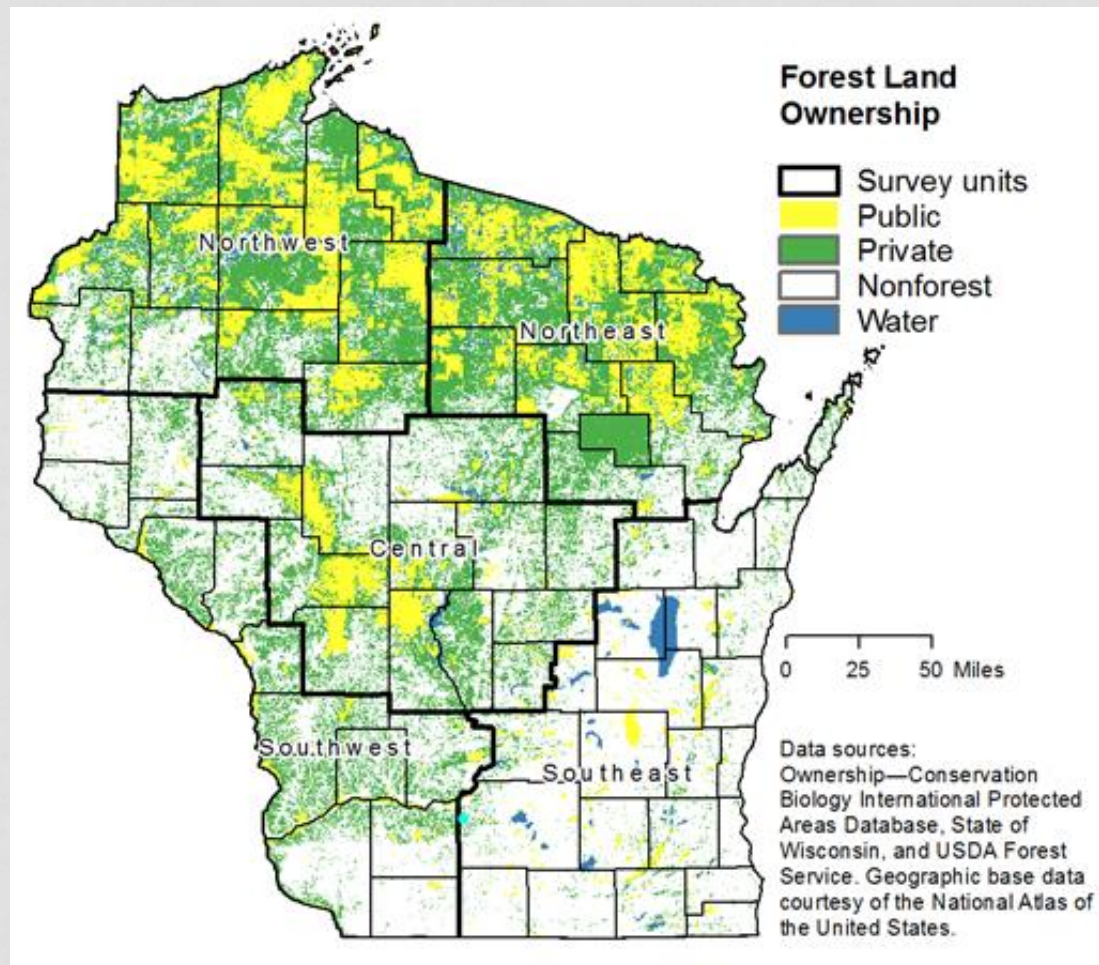 Forest Land
Ownership
Survey units
Public
Private
Nonforest
Water
Northwest
Northeast
Central
Southwest
Southeast
0 25 50 Miles
Data sources:
Ownership—Conservation
Biology International Protected
Areas Database, State of
Wisconsin, and USDA Forest
Service. Geographic base data
courtesy of the National Atlas of
the United States.